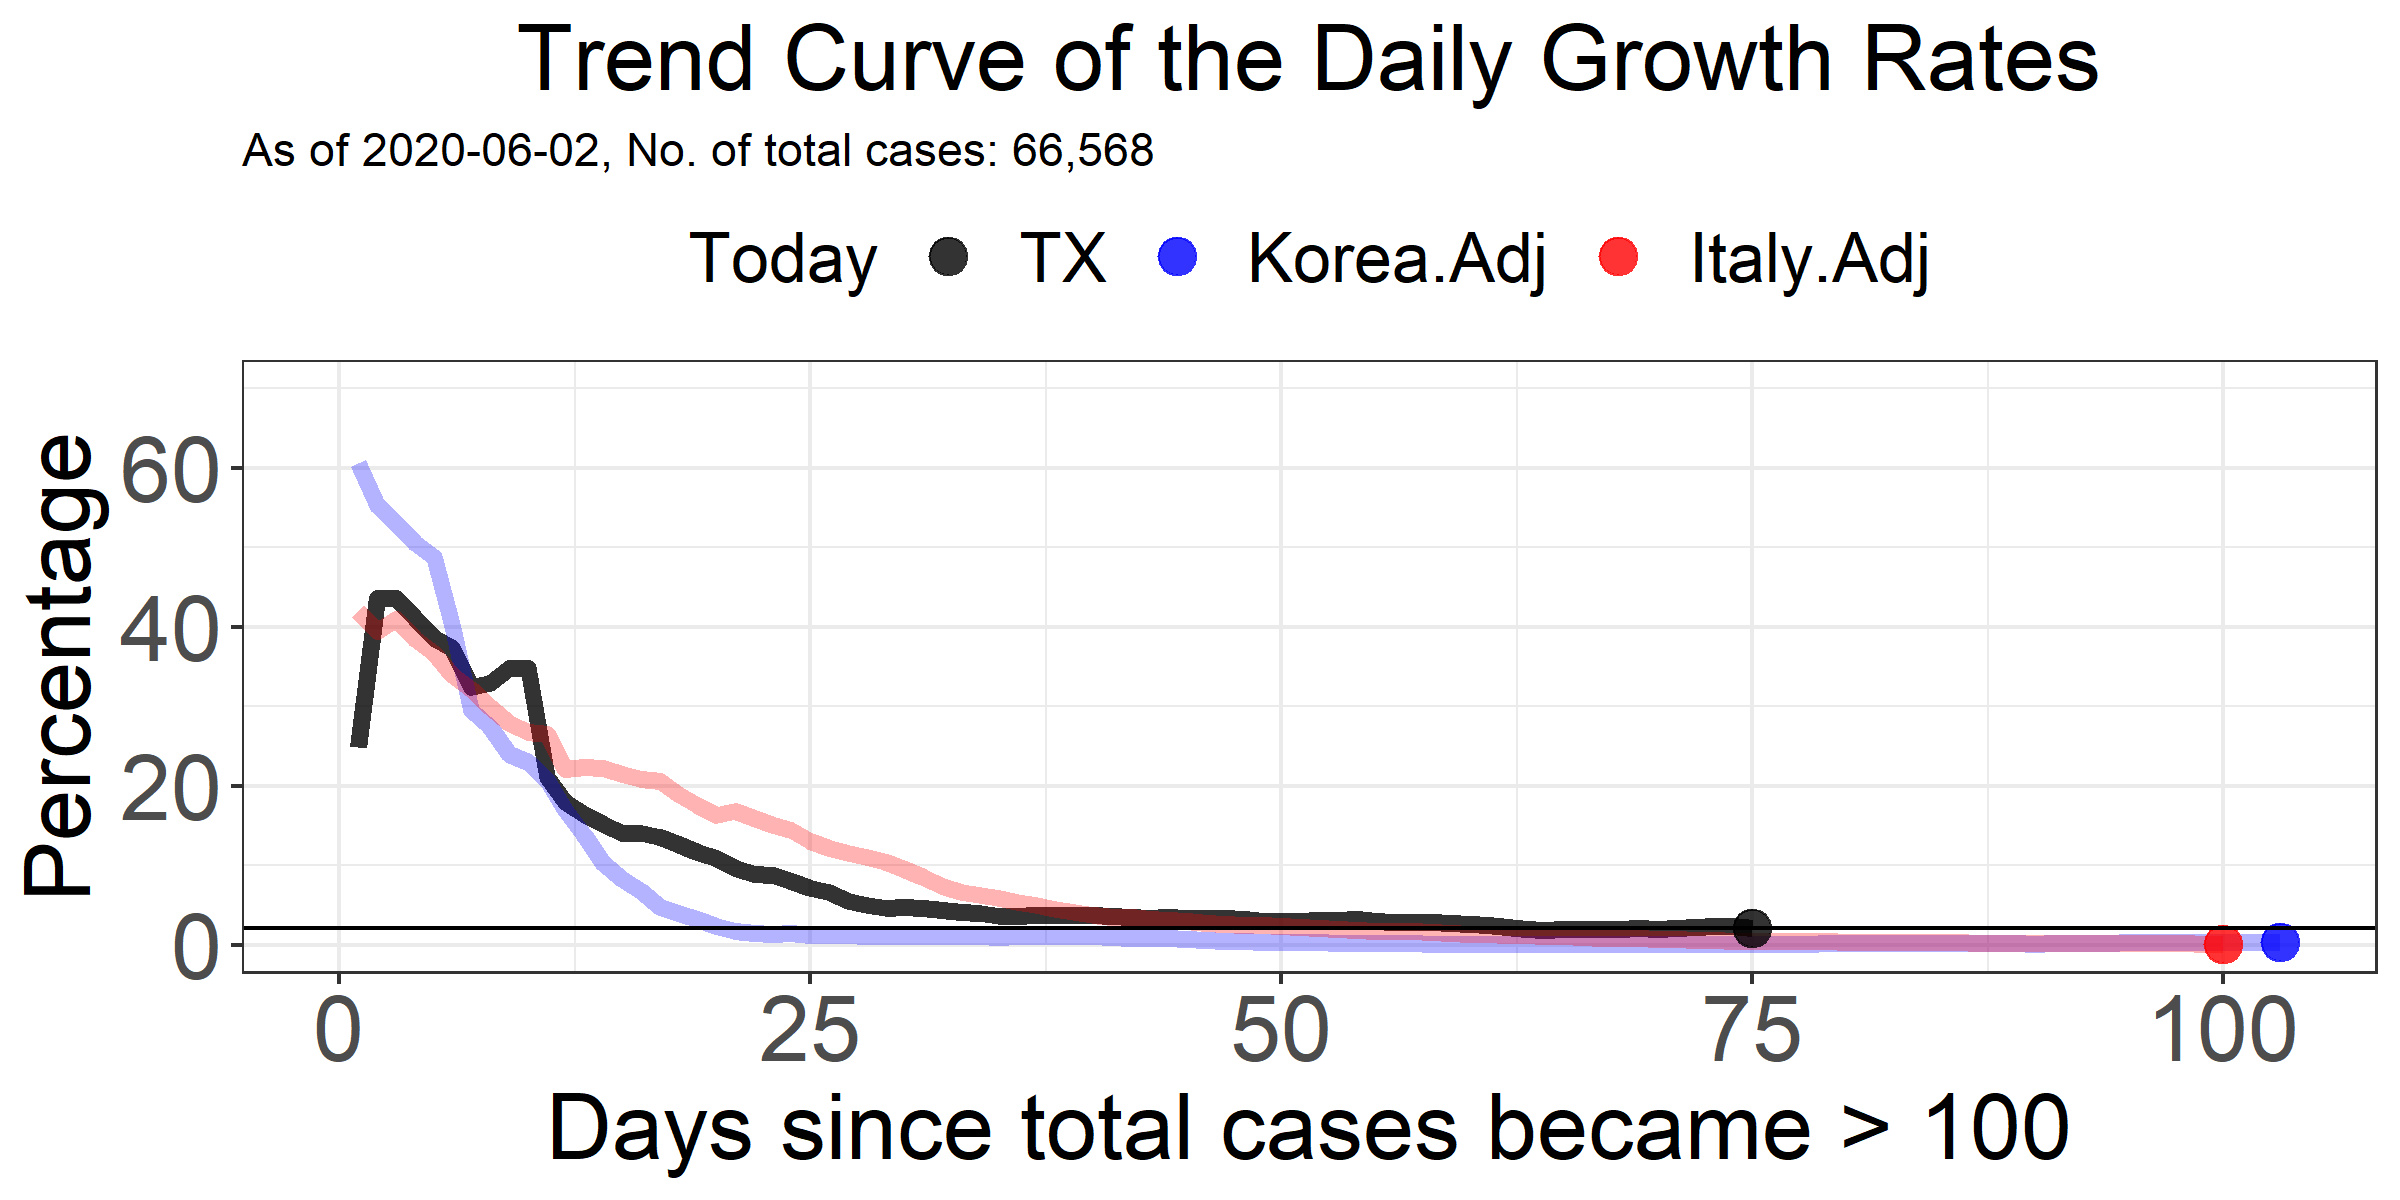 Trend Curve of the Daily Growth Rates
As of 2020-06-02, No. of total cases: 66,568
Today TX Korea.Adj Italy.Adj
Percentage
60
40
20
0
0 25 50 75 100
Days since total cases became > 100